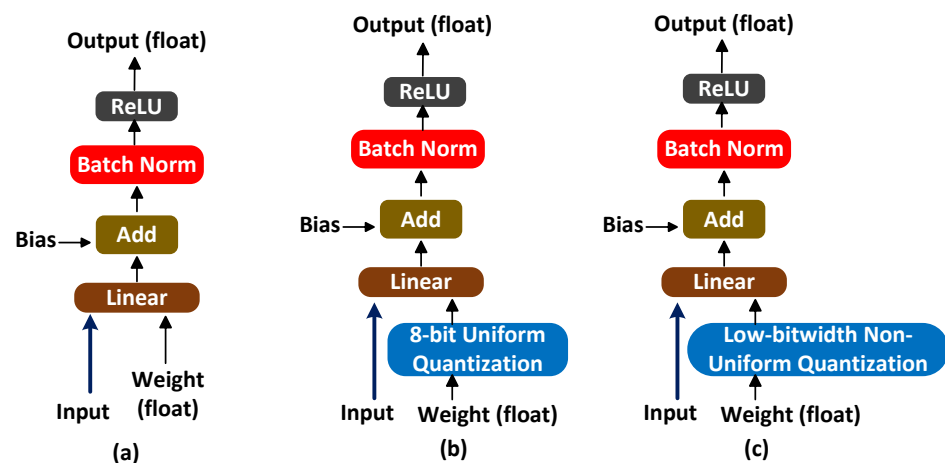 Output (float)
ReLU
Batch Norm
Add
Bias
Linear
Weight
(float)
Input
(a)
Output (float)
ReLU
Batch Norm
Add
Bias
Linear
8-bit Uniform
Quantization
Input
Weight (float)
(b)
Output (float)
ReLU
Batch Norm
Add
Bias
Linear
Low-bitwidth Non-
Uniform Quantization
Input
Weight (float)
(c)